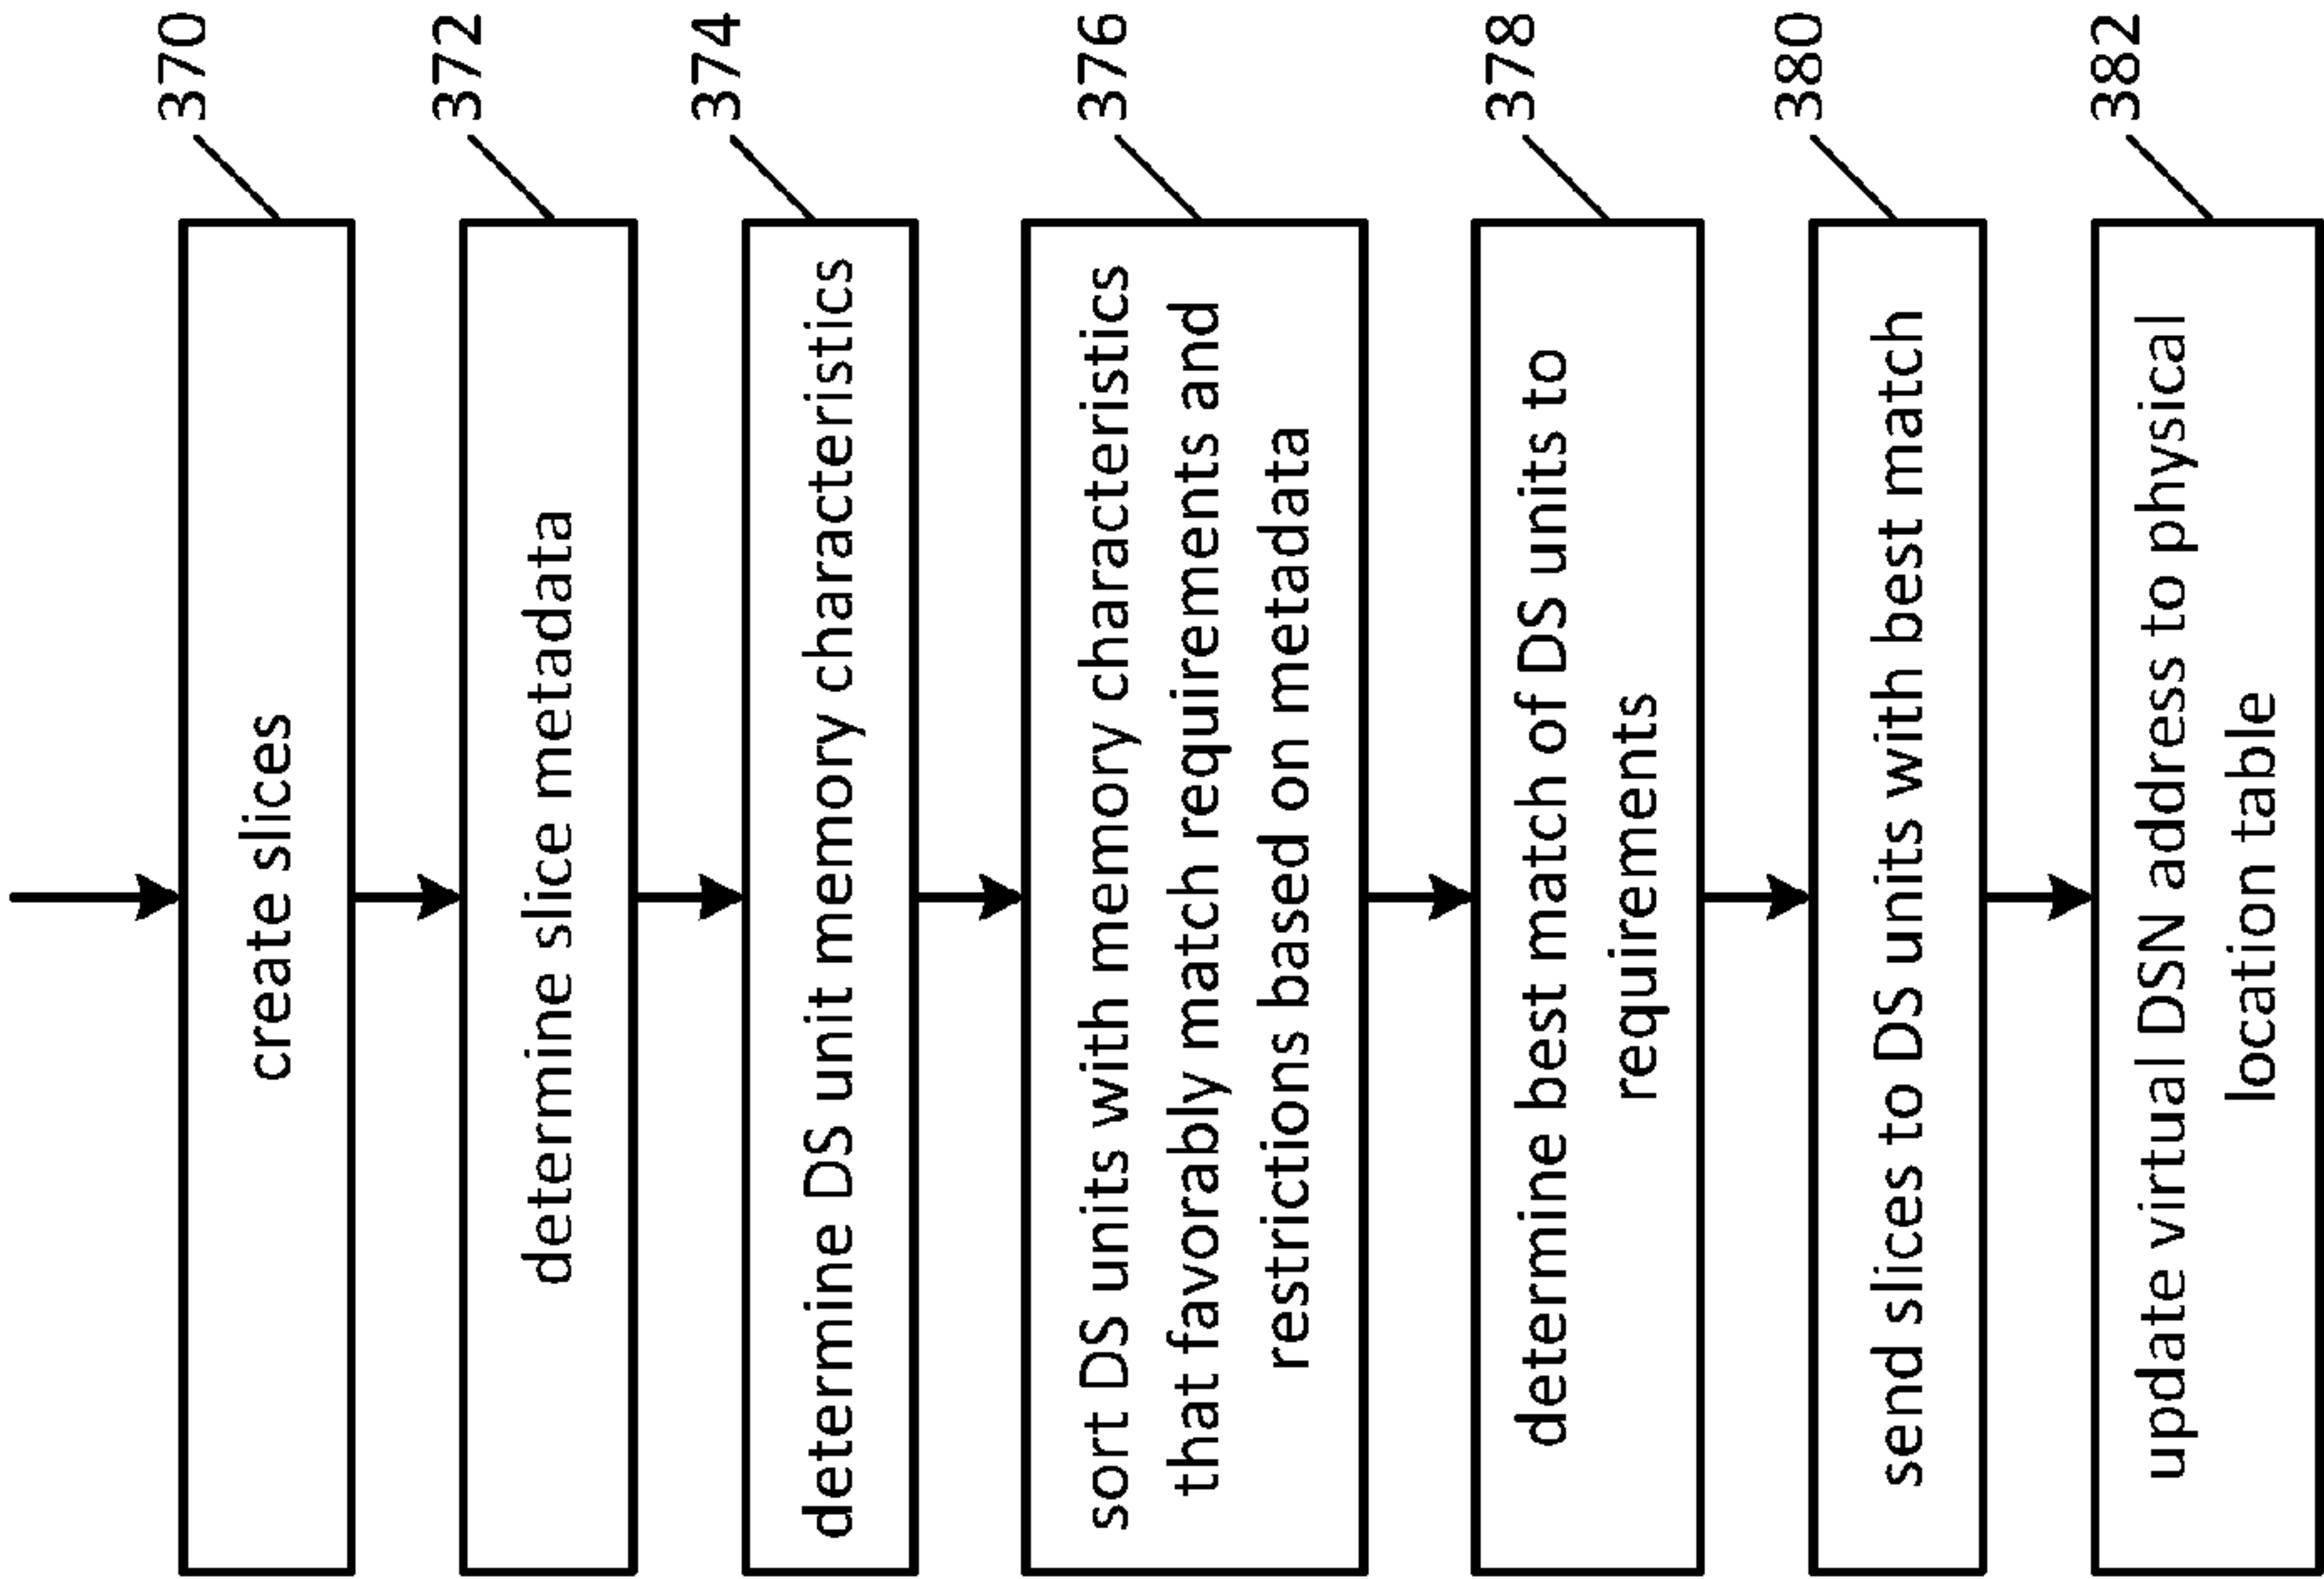 370
create slices
372
determine slice metadata
374
determine DS unit memory characteristics
376
sort DS units with memory characteristics
that favorably match requirements and
restrictions based on metadata
378
determine best match of DS units to
requirements
380
send slices to DS units with best match
382
update virtual DSN address to physical
location table